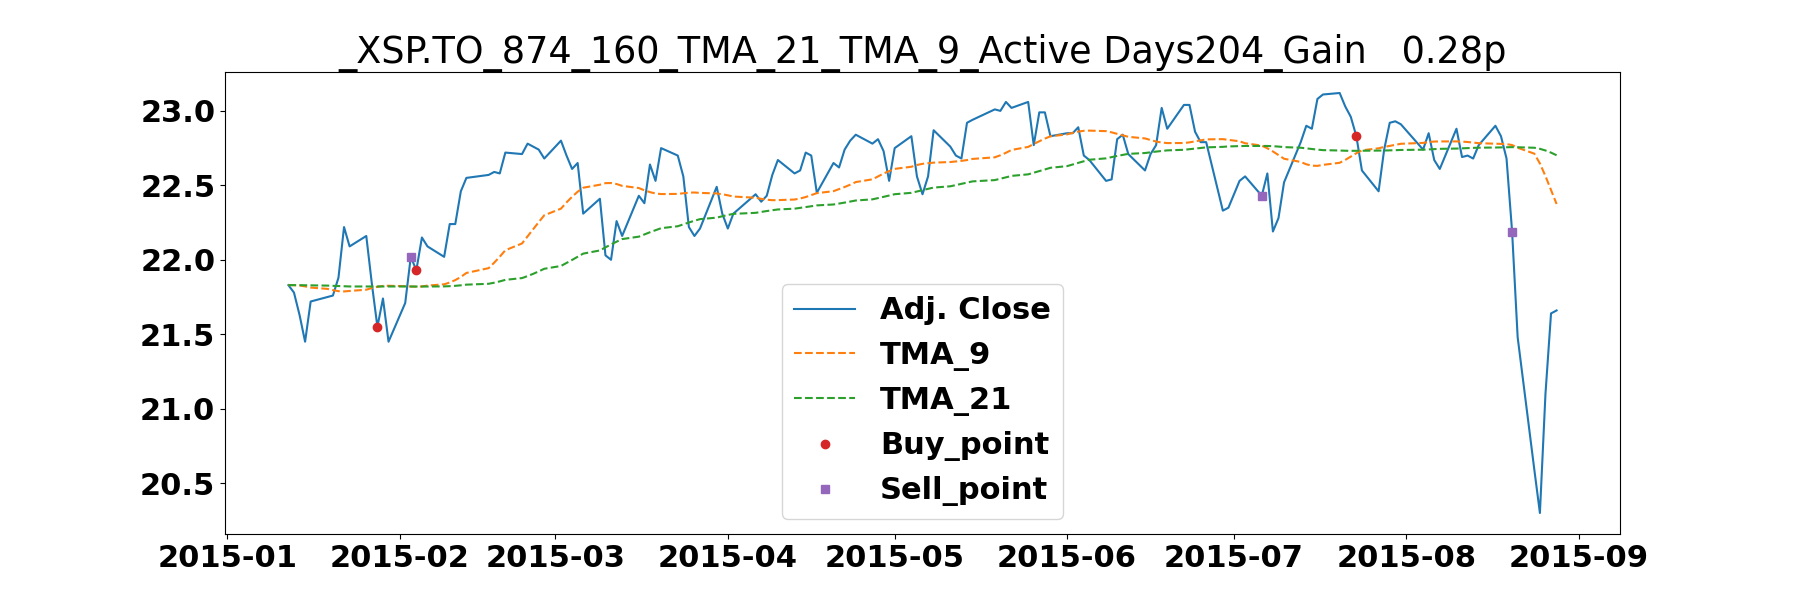 _XSP.TO_874_160_TMA_21_TMA_9_Active Days204_Gain   0.28p
23.0
22.5
22.0
21.5
21.0
20.5
Adj. Close
TMA_9
TMA_21
Buy_point
Sell_point
2015-01 2015-02 2015-03 2015-04 2015-05 2015-06 2015-07 2015-08 2015-09